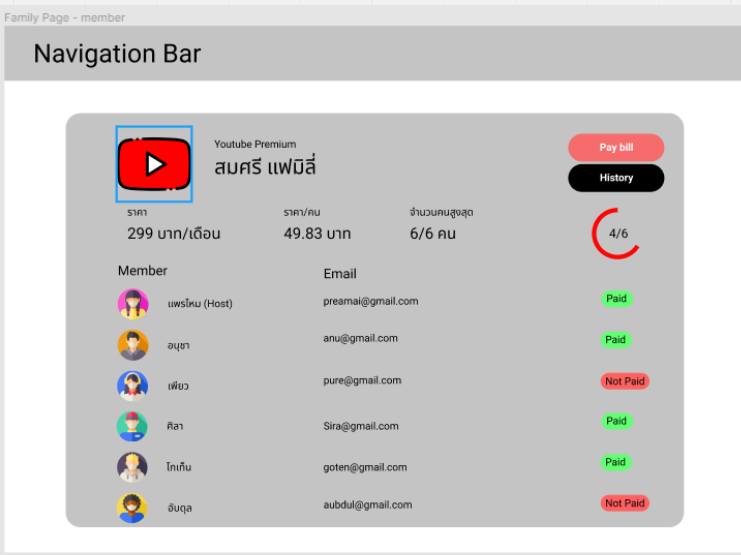 Family Page - member
Navigation Bar
Youtube Premium
สมศรี แฟมิลี่
Pay bill
History
ราคา ราคา/คน จำนวนคนสูงสุด
299 บาท/เดือน 49.83 บาท 6/6 คน 4/6
Member Email
แพรไหม (Host) preamai@gmail.com Paid
อนุชา anu@gmail.com Paid
เพียว pure@gmail.com Not Paid
ศิลา Sira@gmail.com Paid
โกเท็น goten@gmail.com Paid
อับดุล aubdul@gmail.com Not Paid